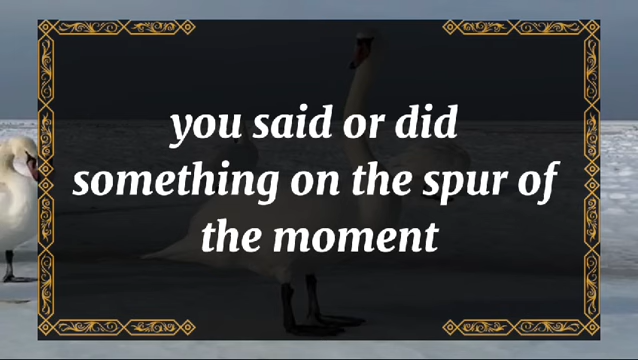 you said or did
something on the spur of
the moment